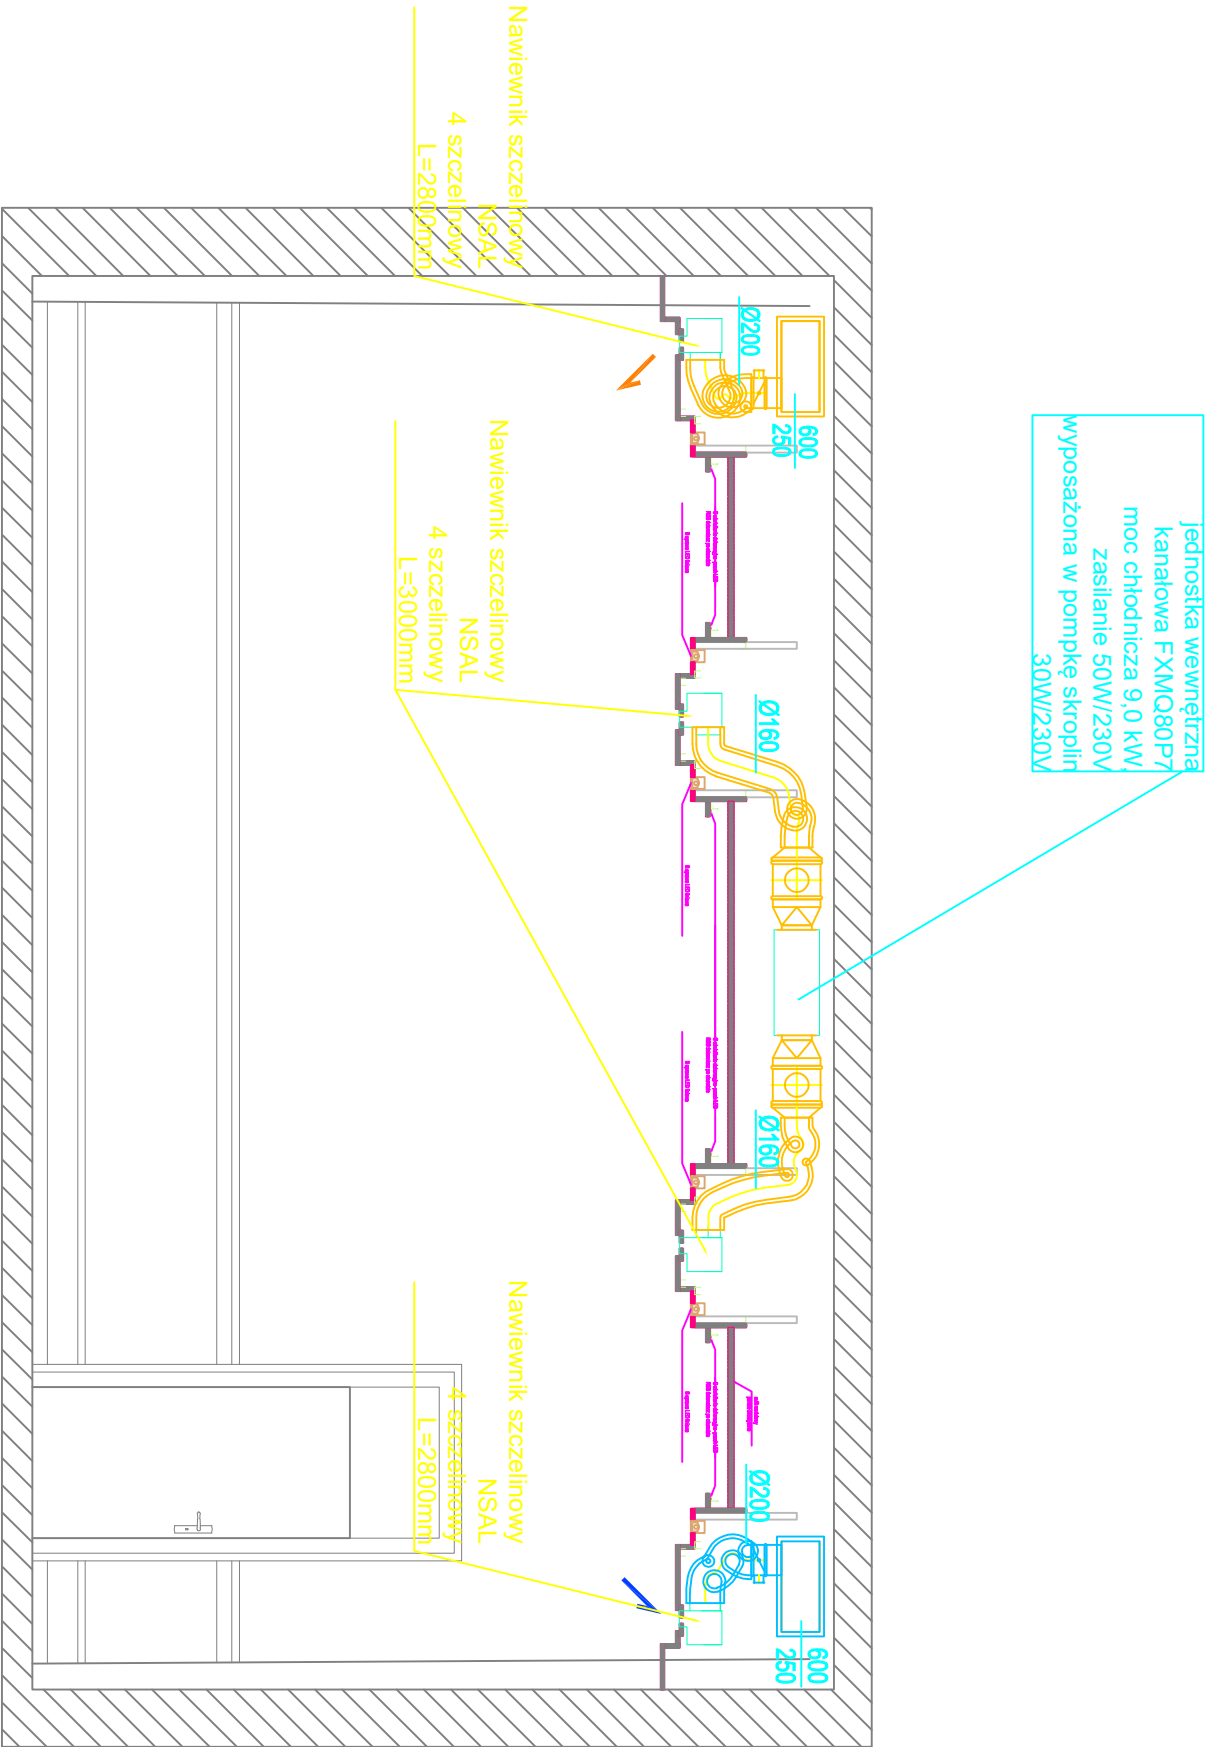 jednostka wewnętrzna
kanałowa FXMQ80P7
moc chłodnicza 9,0 kW,
zasilanie 50W/230V
wyposażona w pompkę skroplin
30W/230V
Nawiewnik szczelinowy
NSAL
4 szczelinowy
L=2800mm
Ø200
600
250
Nawiewnik szczelinowy
NSAL
4 szczelinowy
L=3000mm
Ø160
Ø160
Nawiewnik szczelinowy
NSAL
4 szczelinowy
L=2800mm
Ø200
600
250